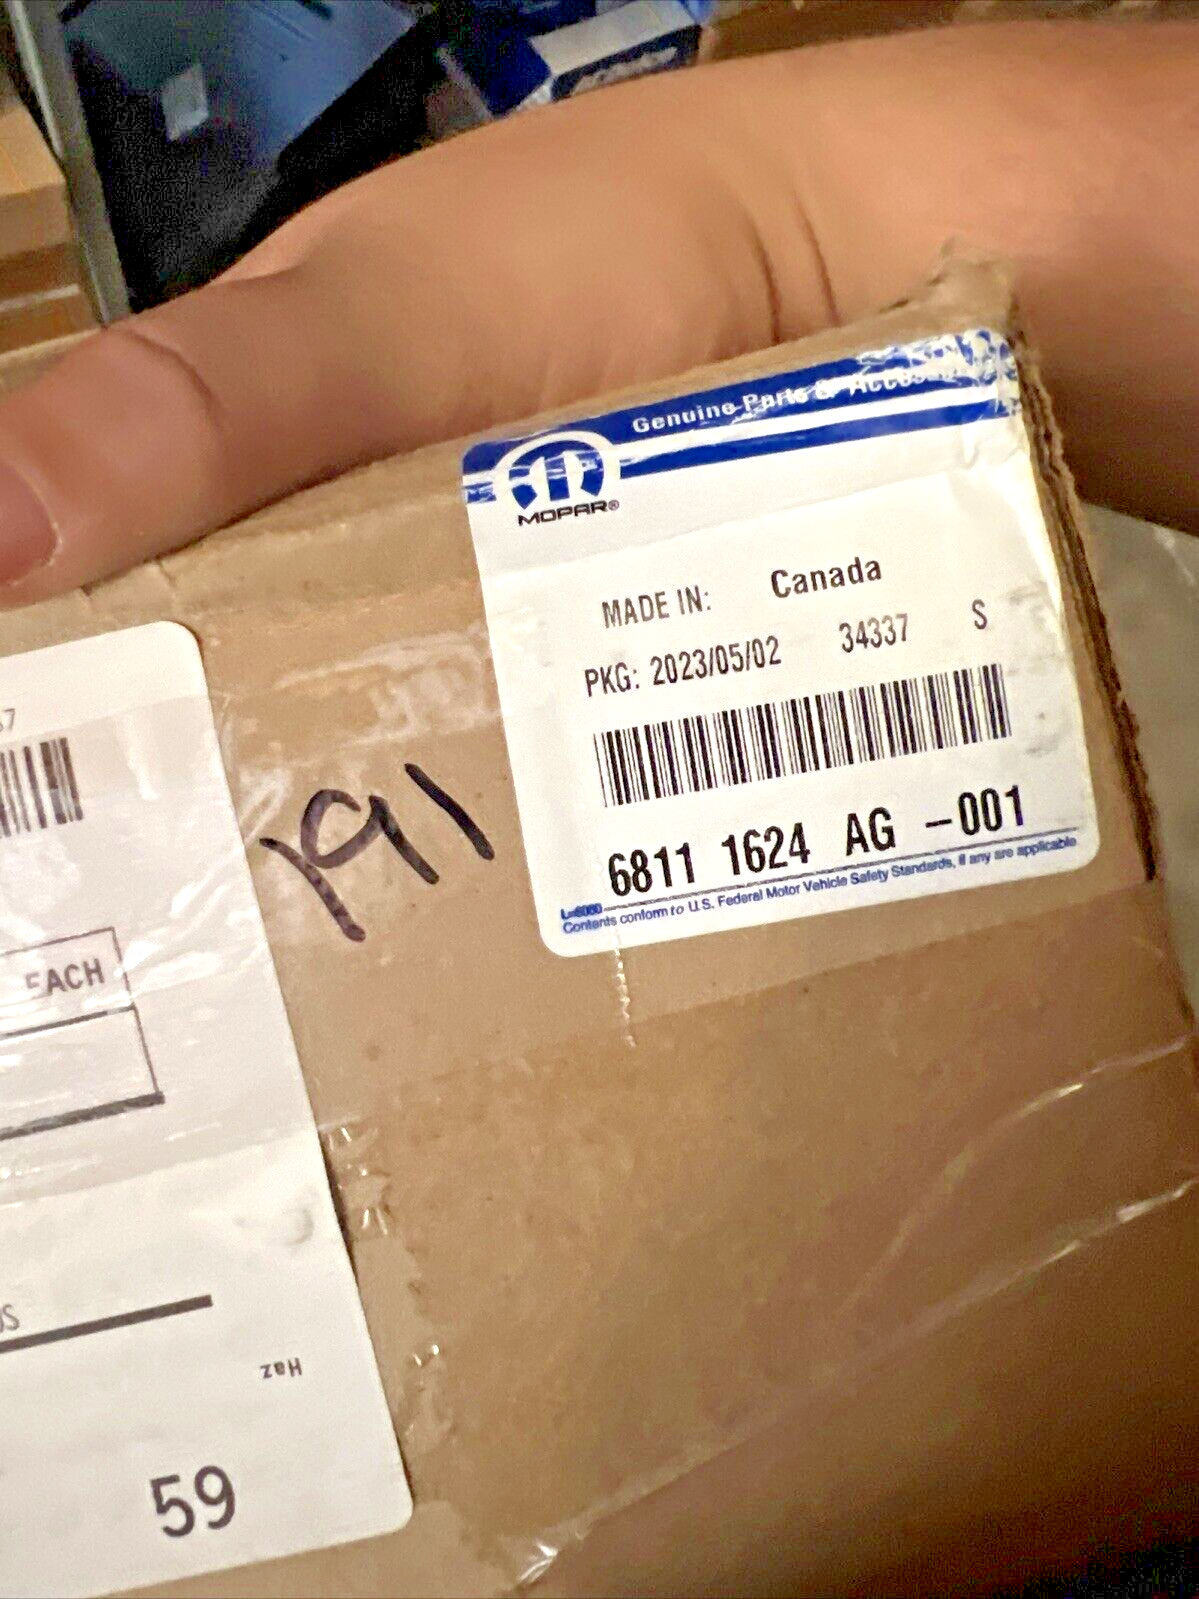 Genuine Parts &
MOPAR®
MADE IN: Canada
PKG: 2023/05/02 34337 S
6811 1624 AG -001
Contents conform to U.S. Federal Motor Vehicle Safety Standards, if any are applicable
191
EACH
Haz
59